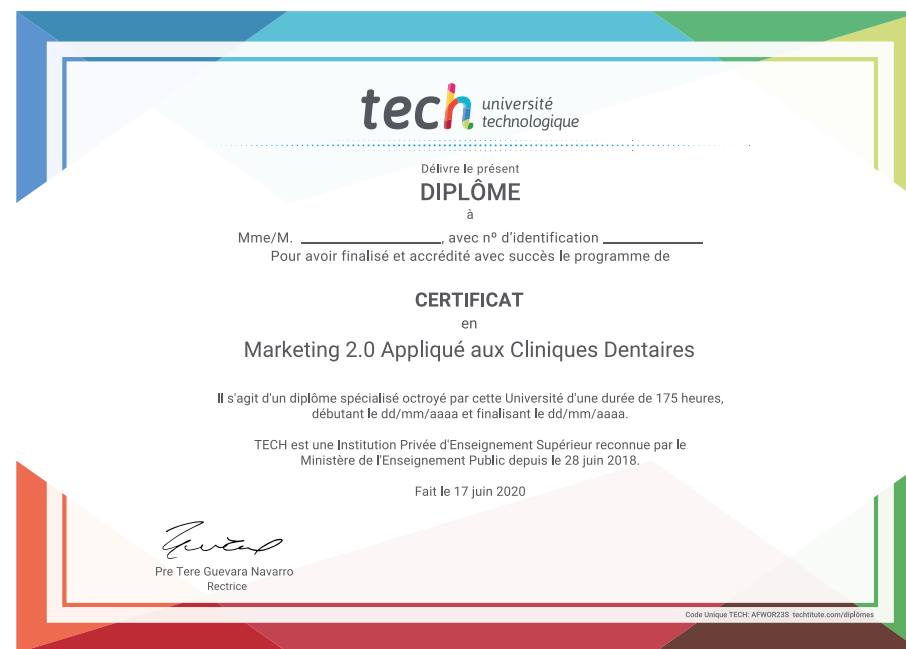 tech université
technologique
Délivre le présent
DIPLÔME
à
Mme/M. ____________________, avec nº d'identification ____________________
Pour avoir finalisé et accrédité avec succès le programme de
CERTIFICAT
en
Marketing 2.0 Appliqué aux Cliniques Dentaires
Il s'agit d'un diplôme spécialisé octroyé par cette Université d'une durée de 175 heures,
débutant le dd/mm/aaaa et finalisant le dd/mm/aaaa.
TECH est une Institution Privée d'Enseignement Supérieur reconnue par le
Ministère de l'Enseignement Public depuis le 28 juin 2018.
Fait le 17 juin 2020
Pre Tere Guevara Navarro
Rectrice
Code Unique TECH: AFWOR23S techtitute.com/diplômes